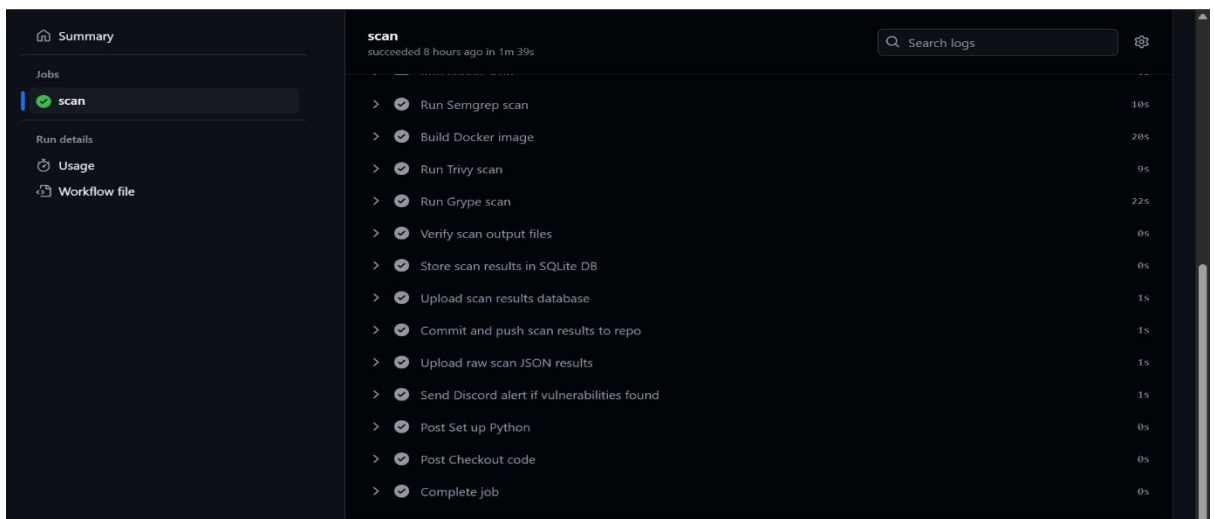 Summary
Jobs
scan
Run details
Usage
Workflow file
scan
succeeded 8 hours ago in 1m 39s
Search logs
Run Semgrep scan 10s
Build Docker image 20s
Run Trivy scan 9s
Run Grype scan 22s
Verify scan output files 0s
Store scan results in SQLite DB 0s
Upload scan results database 1s
Commit and push scan results to repo 1s
Upload raw scan JSON results 1s
Send Discord alert if vulnerabilities found 1s
Post Set up Python 0s
Post Checkout code 0s
Complete job 0s